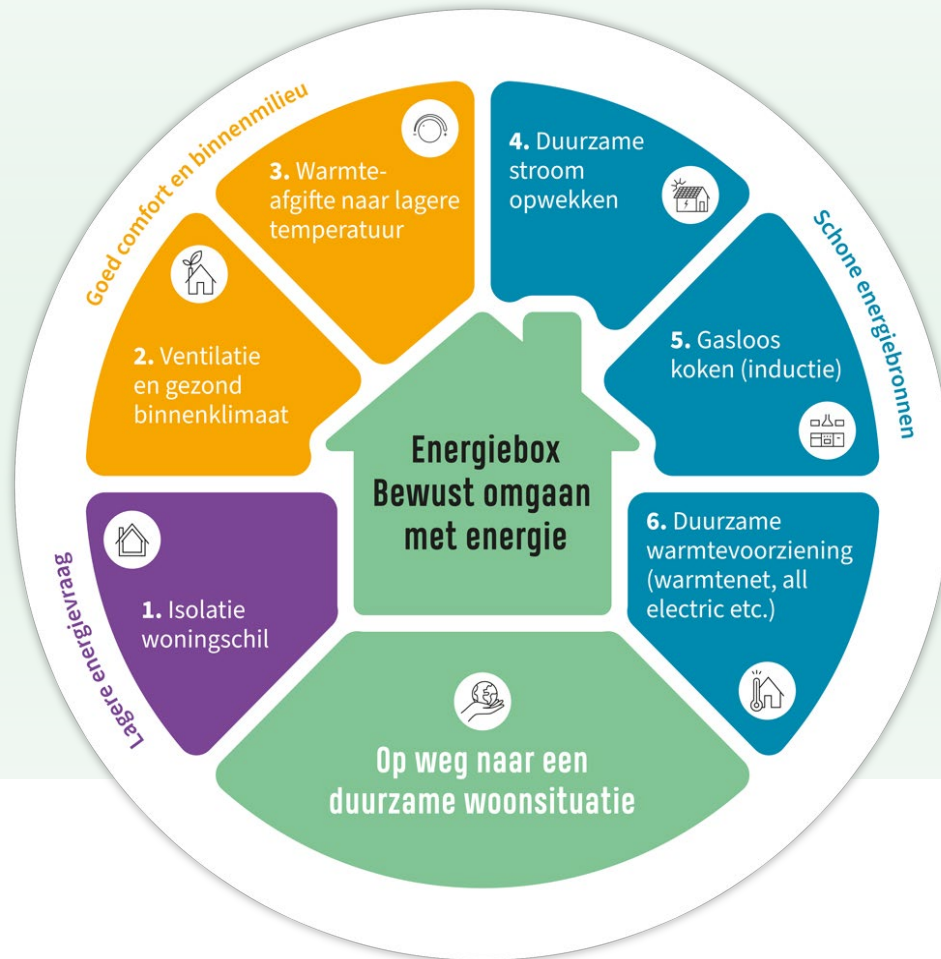 Goed comfort en binnenmilieu
3. Warmte-
afgifte naar lagere
temperatuur
4. Duurzame
stroom
opwekken
Schone energiebronnen
2. Ventilatie
en gezond
binnenklimaat
5. Gasloos
koken (inductie)
Energiebox
Bewust omgaan
met energie
Lagere energievraag
1. Isolatie
woningschil
6. Duurzame
warmtevoorziening
(warmtenet, all
electric etc.)
Op weg naar een
duurzame woonsituatie